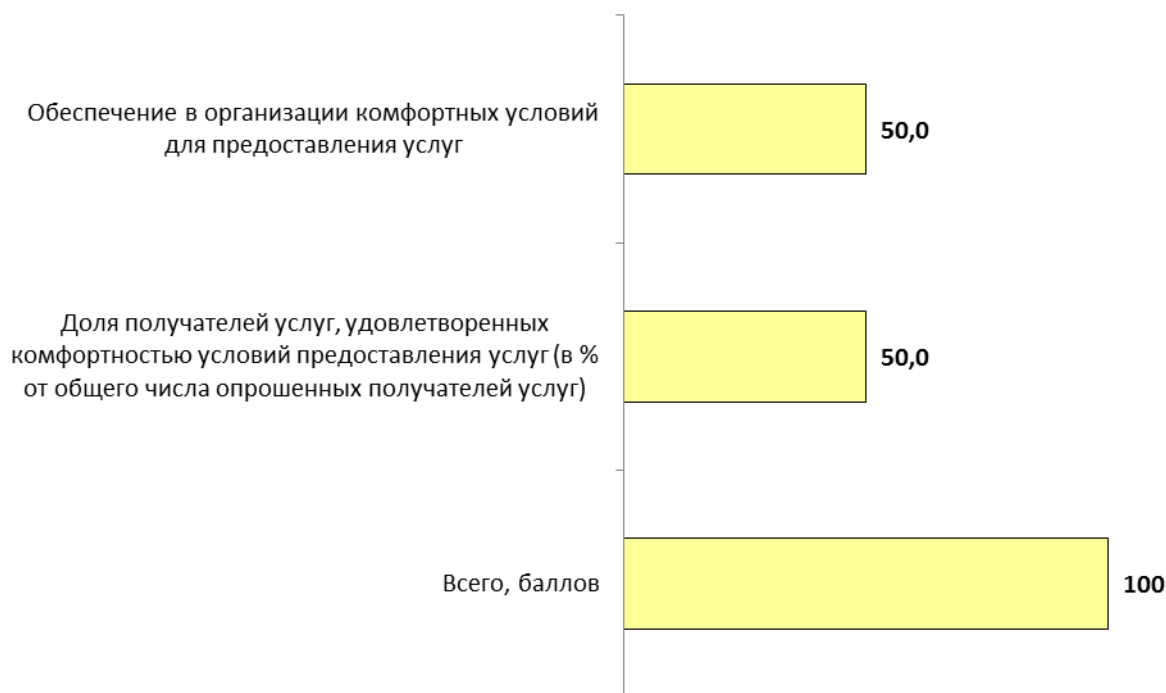 Обеспечение в организации комфортных условий
для предоставления услуг
50,0
Доля получателей услуг, удовлетворенных
комфортностью условий предоставления услуг (в %
от общего числа опрошенных получателей услуг)
50,0
Всего, баллов
100